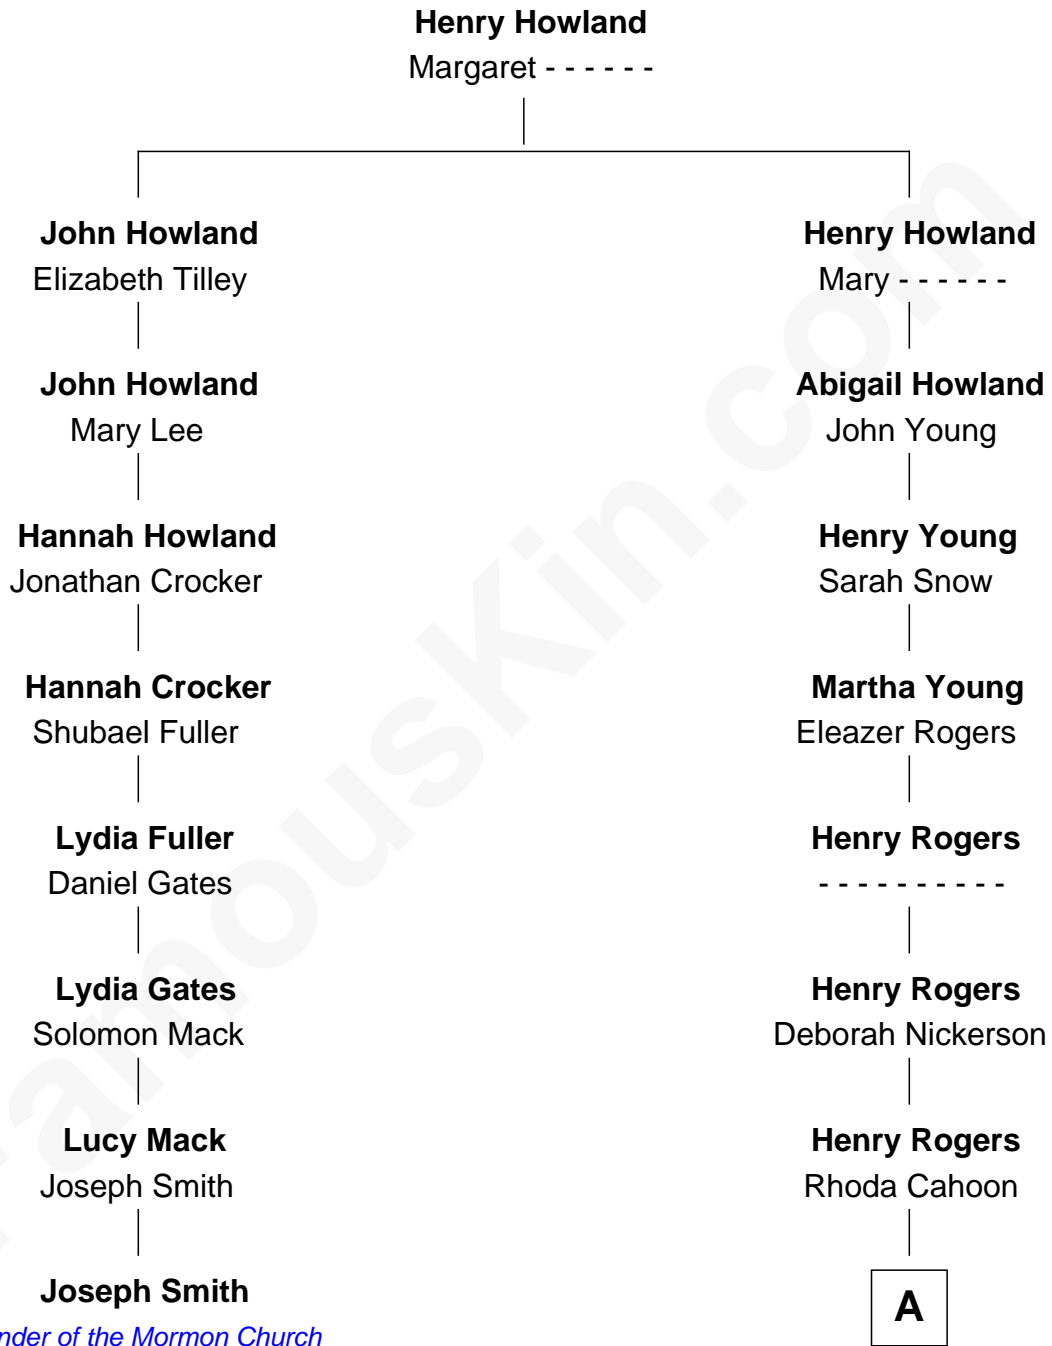 Henry Howland
Margaret - - - - - -
John Howland
Elizabeth Tilley
Henry Howland
Mary - - - - - -
John Howland
Mary Lee
Abigail Howland
John Young
Hannah Howland
Jonathan Crocker
Henry Young
Sarah Snow
Hannah Crocker
Shubael Fuller
Martha Young
Eleazer Rogers
Lydia Fuller
Daniel Gates
Henry Rogers
- - - - - - - - - -
Lydia Gates
Solomon Mack
Henry Rogers
Deborah Nickerson
Lucy Mack
Joseph Smith
Henry Rogers
Rhoda Cahoon
Joseph Smith
nder of the Mormon Church
A
FamousKin.com